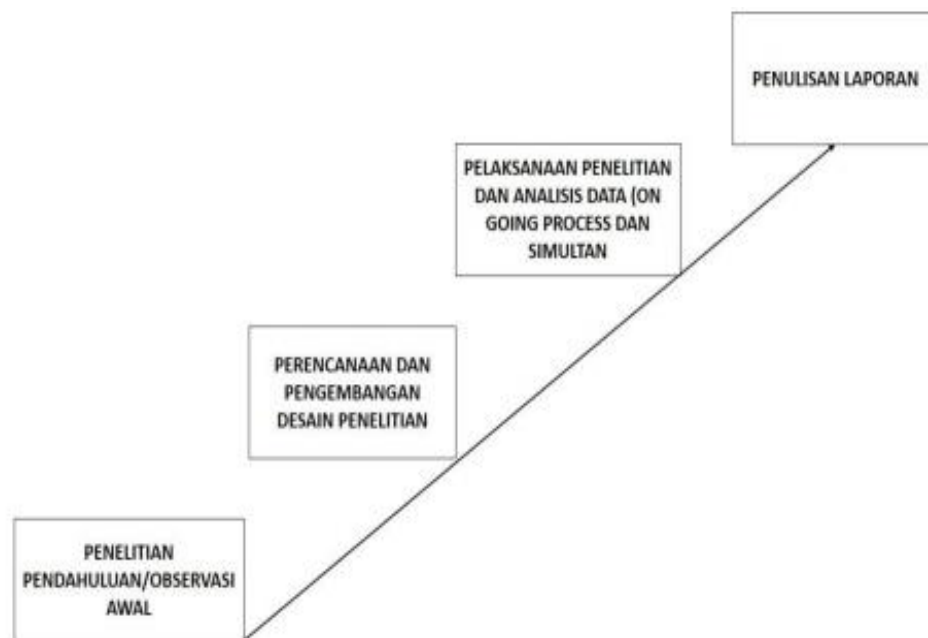 PENULISAN LAPORAN
PELAKSANAAN PENELITIAN
DAN ANALISIS DATA (ON
GOING PROCESS DAN
SIMULTAN
PERENCANAAN DAN
PENGEMBANGAN
DESAIN PENELITIAN
PENELITIAN
PENDAHULUAN/OBSERVASI
AWAL